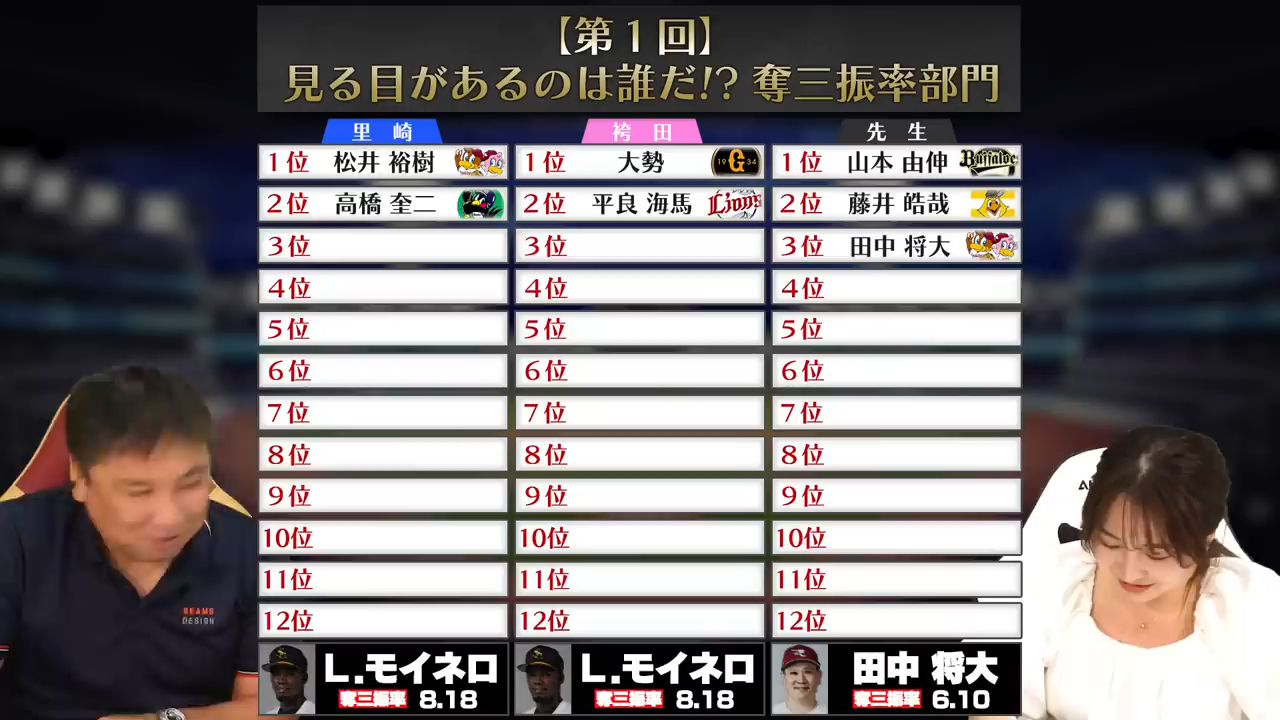 【第1回】
見る目があるのは誰だ!? 奪三振率部門
里崎
袴田
先生
1位 松井 裕樹
1位 大勢 19 G 34
1位 山本 由伸 Buffaloes
2位 高橋 奎二
2位 平良 海馬 Lions
2位 藤井 皓哉
3位
3位
3位 田中 将大
4位
4位
4位
5位
5位
5位
6位
6位
6位
7位
7位
7位
8位
8位
8位
9位
9位
9位
10位
10位
10位
11位
11位
11位
12位
12位
12位
BEAMS
DESIGN
L.モイネロ
奪三振率 8.18
L.モイネロ
奪三振率 8.18
田中 将大
奪三振率 6.10